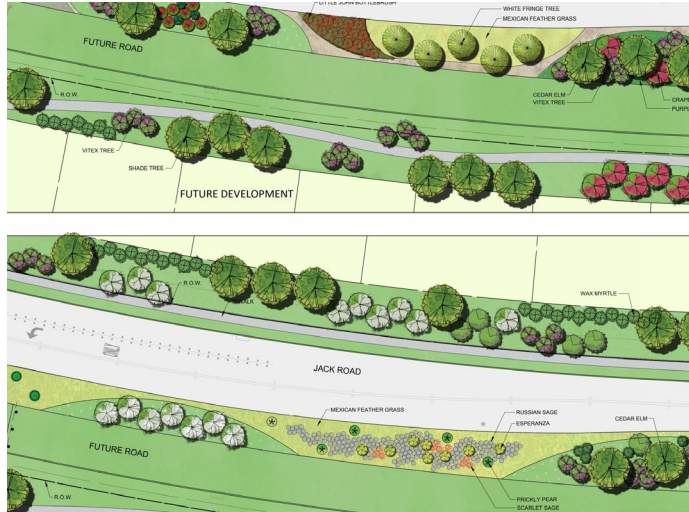 LITTLE JOHN BOTTLEBRUSH
WHITE FRINGE TREE
MEXICAN FEATHER GRASS
FUTURE ROAD
R.O.W.
CEDAR ELM
VITEX TREE
VITEX TREE
SHADE TREE
FUTURE DEVELOPMENT
R.O.W.
WAX MYRTLE
JACK ROAD
MEXICAN FEATHER GRASS
RUSSIAN SAGE
ESPERANZA
CEDAR ELM
FUTURE ROAD
PRICKLY PEAR
SCARLET SAGE
R.O.W.